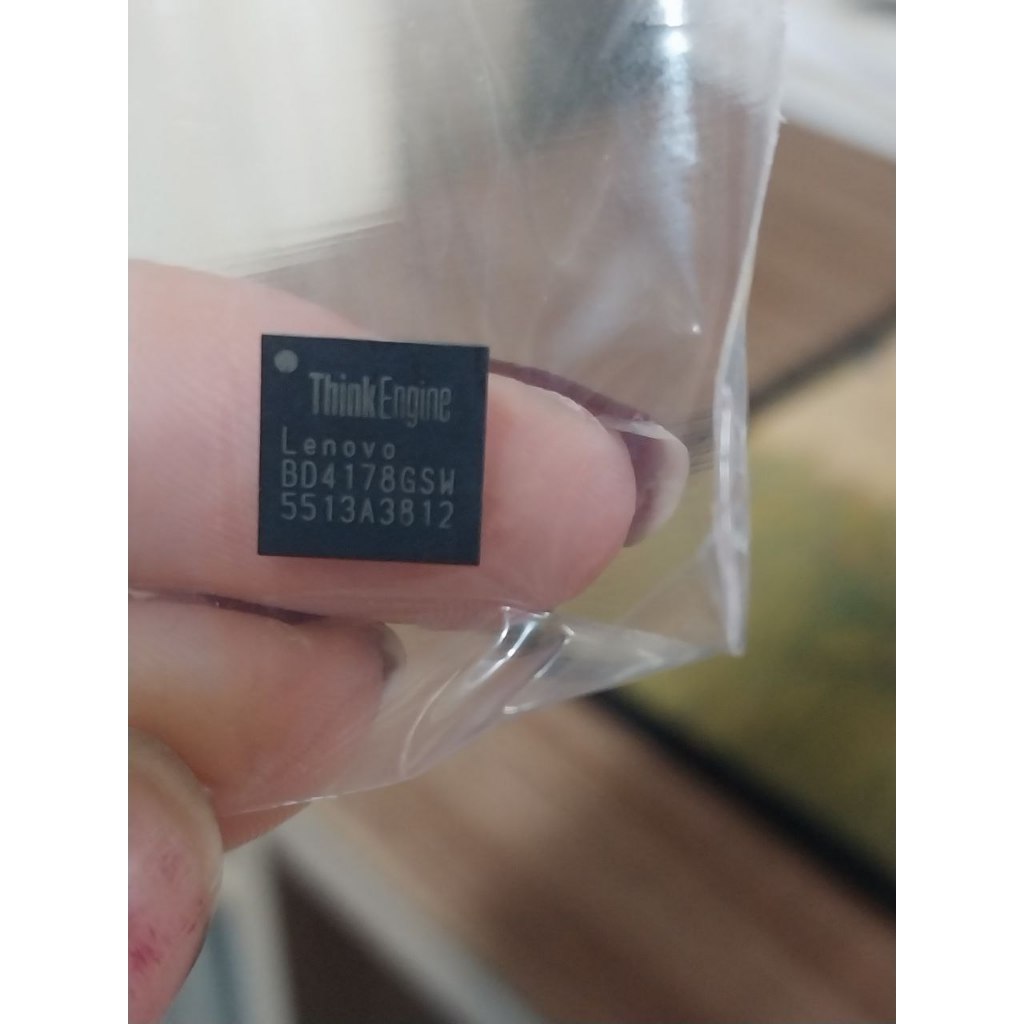 ThinkEngine
Lenovo
BD4178GSW
5513A3812